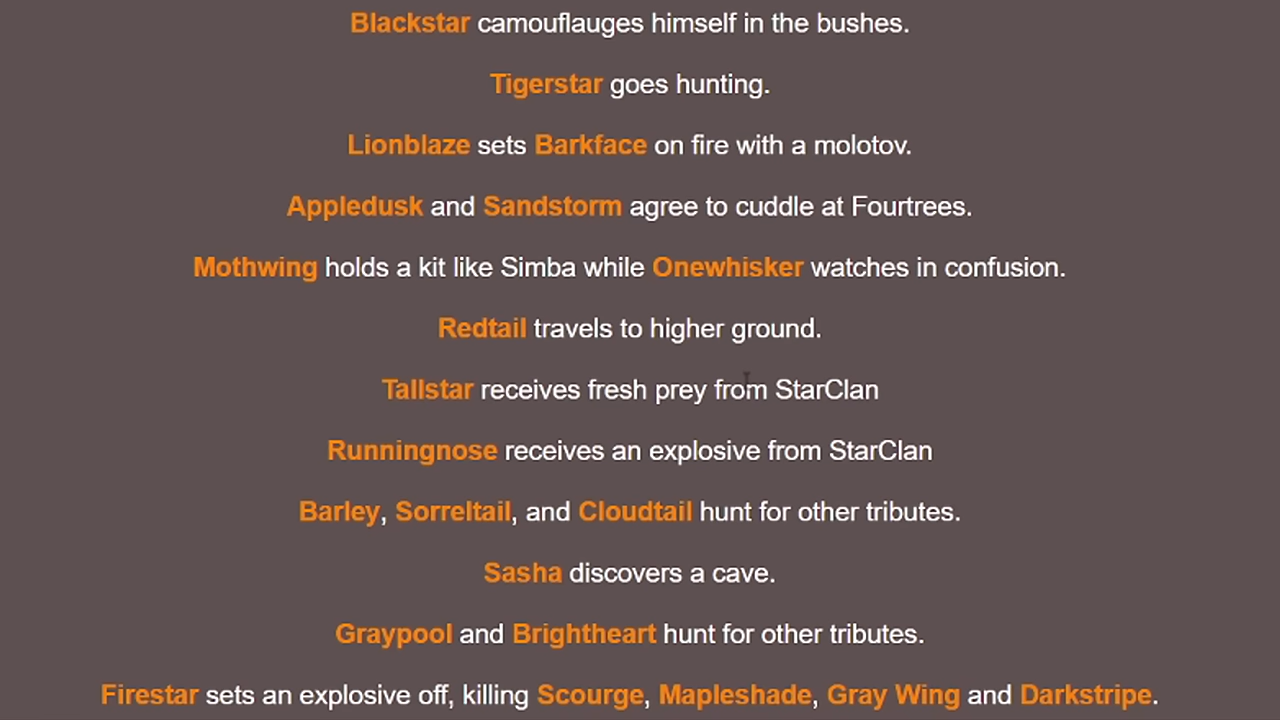 Blackstar camouflauges himself in the bushes.
Tigerstar goes hunting.
Lionblaze sets Barkface on fire with a molotov.
Appledusk and Sandstorm agree to cuddle at Fourtrees.
Mothwing holds a kit like Simba while Onewhisker watches in confusion.
Redtail travels to higher ground.
Tallstar receives fresh prey from StarClan
Runningnose receives an explosive from StarClan
Barley, Sorreltail, and Cloudtail hunt for other tributes.
Sasha discovers a cave.
Graypool and Brightheart hunt for other tributes.
Firestar sets an explosive off, killing Scourge, Mapleshade, Gray Wing and Darkstripe.